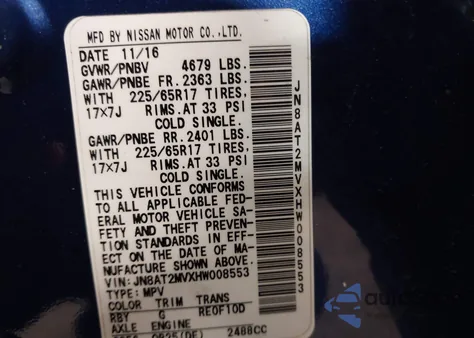 MFD BY NISSAN MOTOR CO.,LTD.
DATE 11/16
GVWR/PNBV 4679 LBS.
GAWR/PNBE FR. 2363 LBS.
WITH 225/65R17 TIRES,
17x7J RIMS.AT 33 PSI
COLD SINGLE.
GAWR/PNBE RR. 2401 LBS.
WITH 225/65R17 TIRES,
17x7J RIMS.AT 33 PSI
COLD SINGLE.
THIS VEHICLE CONFORMS
TO ALL APPLICABLE FED-
ERAL MOTOR VEHICLE SA-
FETY AND THEFT PREVEN-
TION STANDARDS IN EFF-
ECT ON THE DATE OF MA-
NUFACTURE SHOWN ABOVE.
VIN:JN8AT2MVXHW008553
TYPE: MPV
COLOR TRIM TRANS
RBY G RE0F10D
AXLE ENGINE
QR25(DE) 2488CC
JN8AT2MVXHW008553